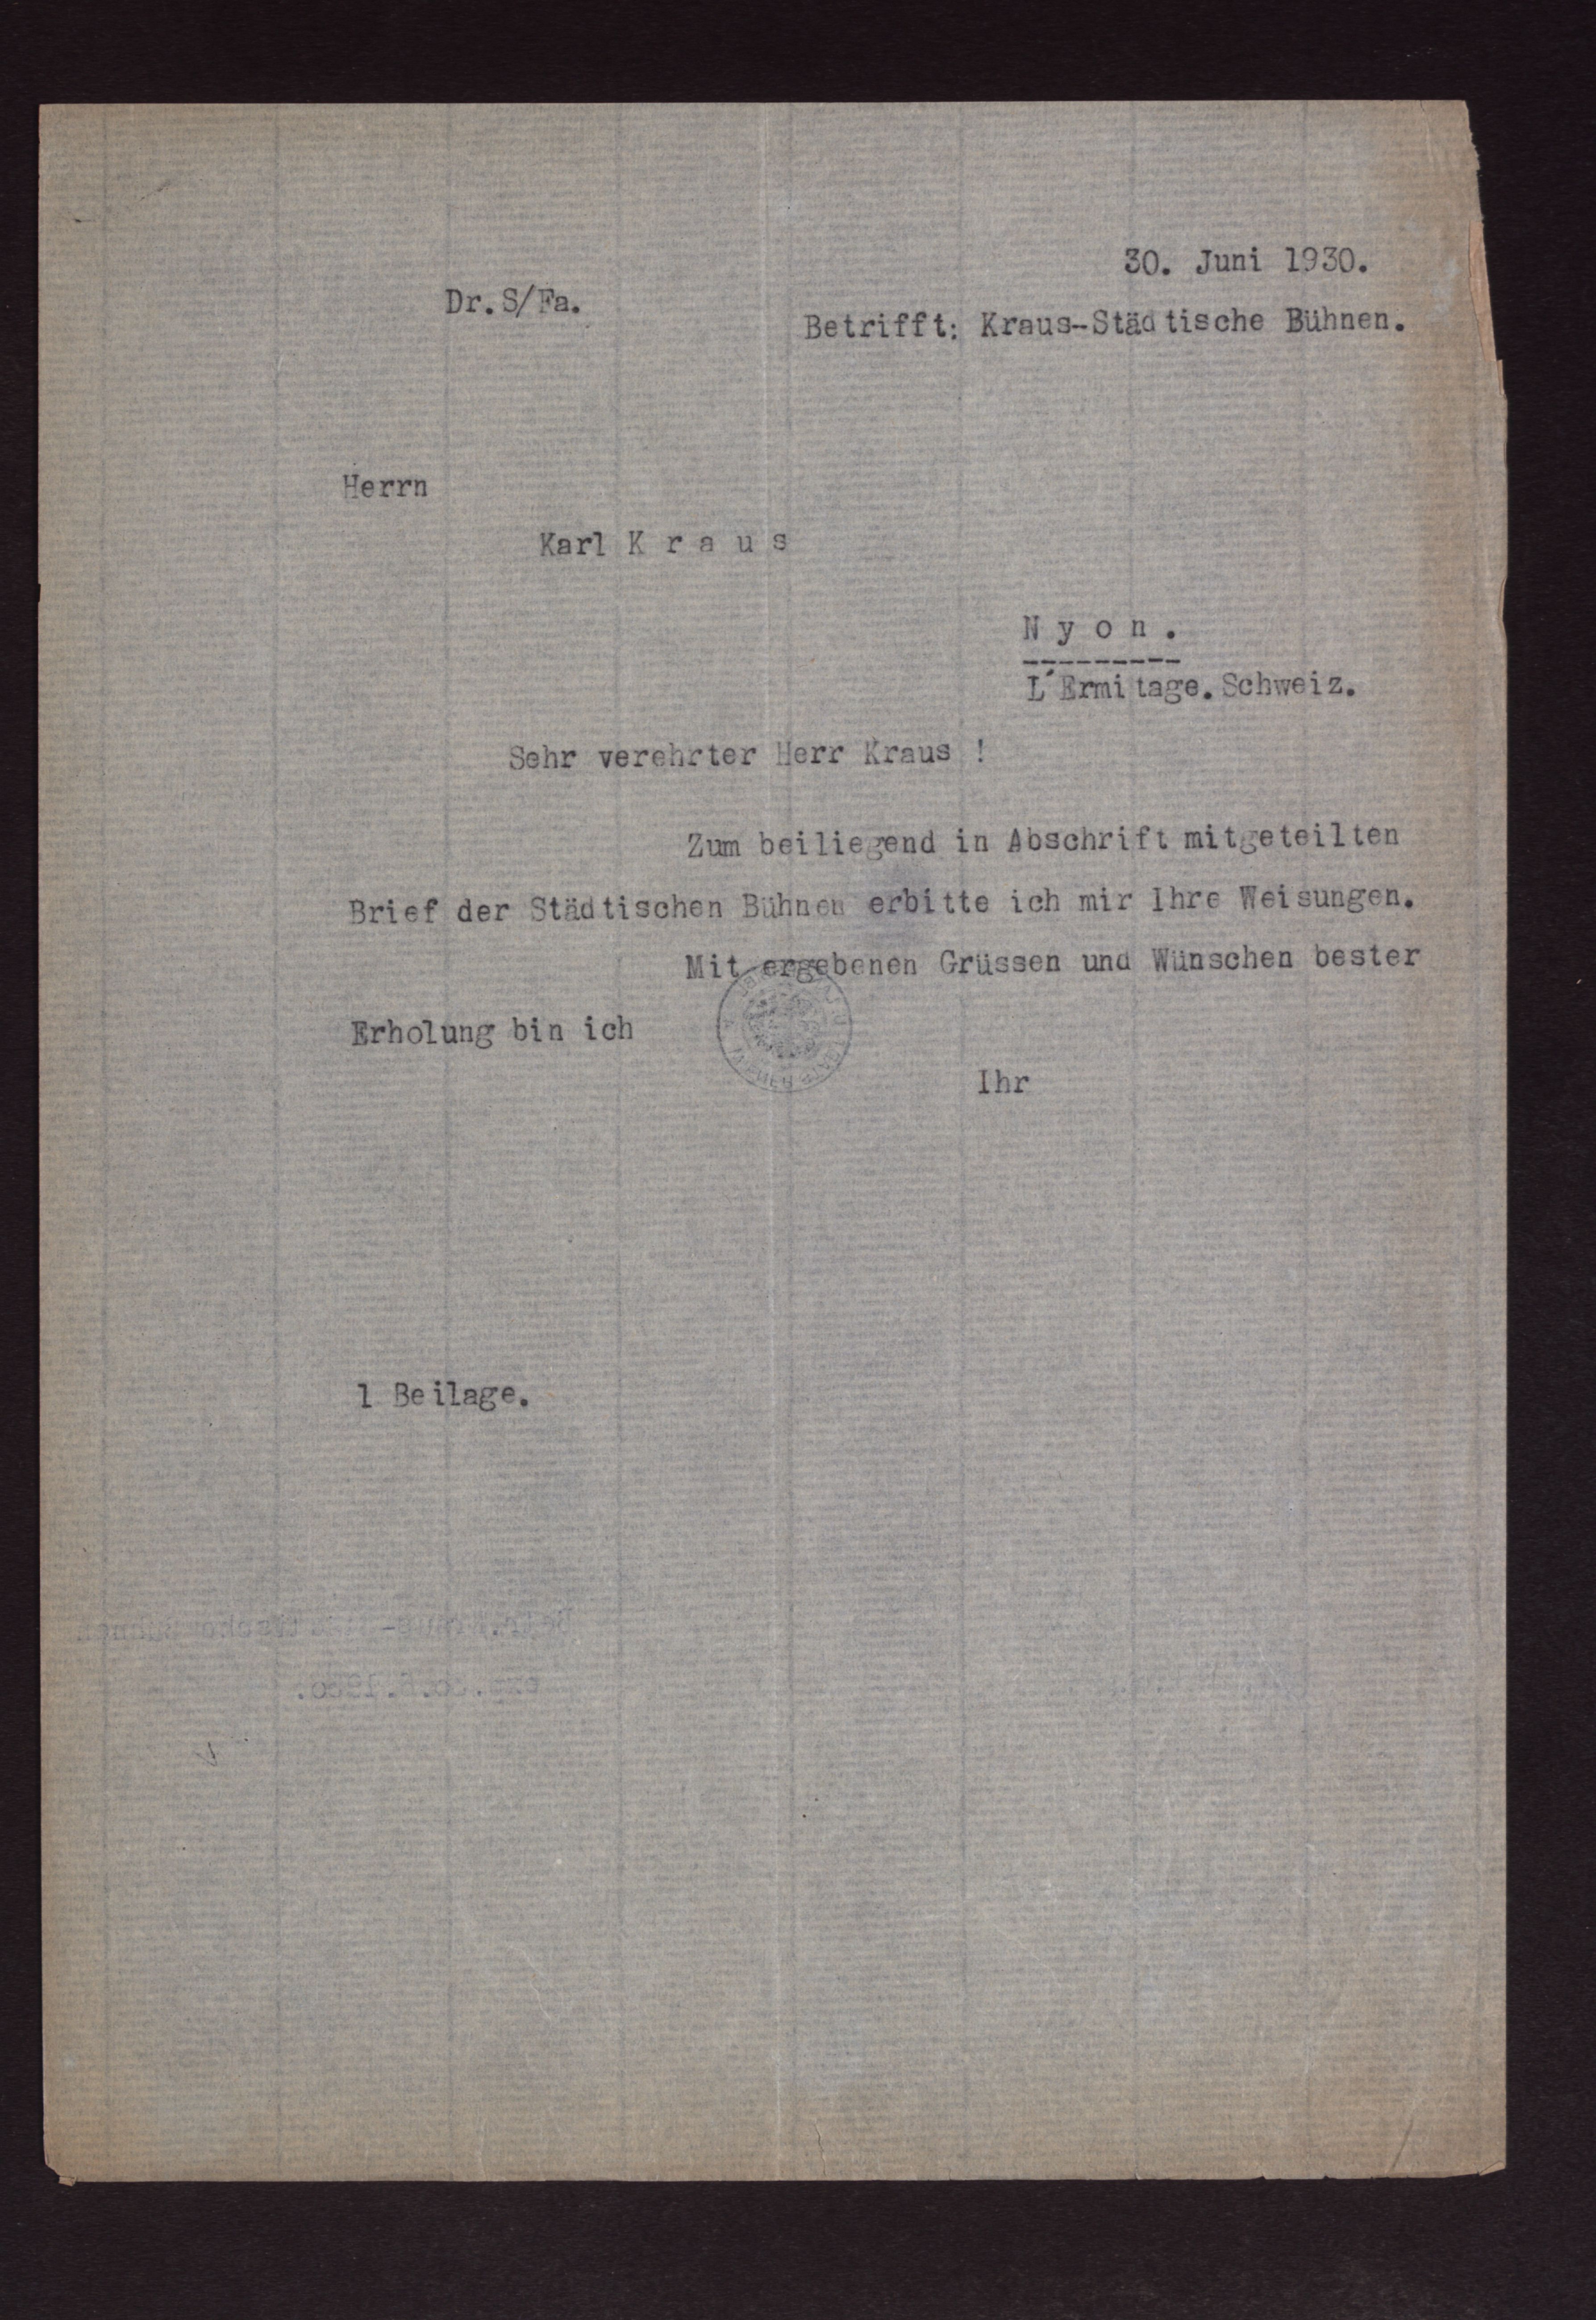 30. Juni 1930.
Dr.S/Fa.
Betrifft: Kraus-Städtische Bühnen.
Herrn
Karl K r a u s
N y o n .
---------
L´Ermitage.Schweiz.
Sehr verehrter Herr Kraus !
Zum beiliegend in Abschrift mitgeteilten
Brief der Städtischen Bühnen erbitte ich mir Ihre Weisungen.
Mit ergebenen Grüssen und Wünschen bester
Erholung bin ich
Ihr
1 Beilage.